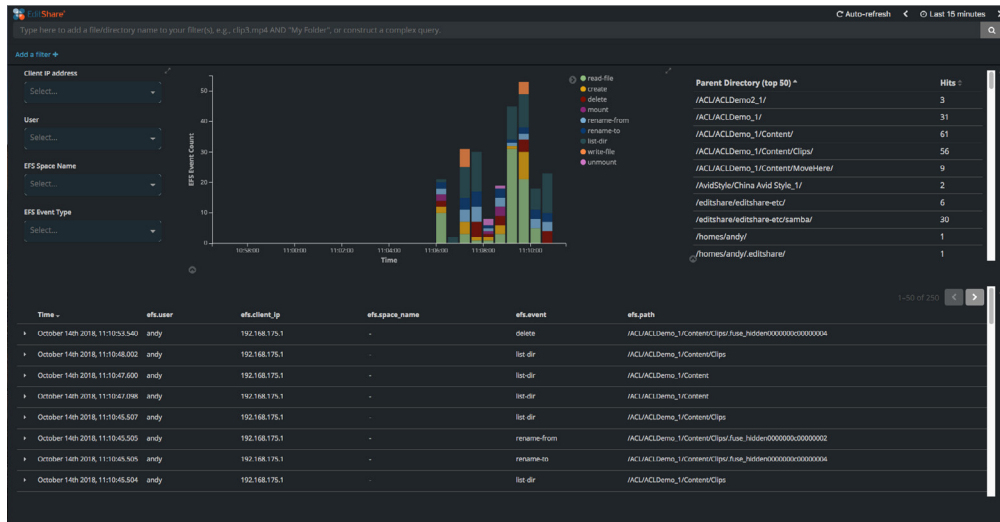 EditShare
Auto-refresh
Last 15 minutes
Type here to add a file/directory name to your filter(s), e.g., clip3.mp4 AND "My Folder", or construct a complex query.
Add a filter +
Client IP address
Select...
User
Select...
EFS Space Name
Select...
EFS Event Type
Select...
EFS Event Count
50
40
30
20
10
0
10:58:00 11:00:00 11:02:00 11:04:00 11:06:00 11:08:00 11:10:00
Time
read-file
create
delete
mount
rename-from
rename-to
list-dir
write-file
unmount
Parent Directory (top 50) Hits
/ACL/ACLDemo2_1/ 3
/ACL/ACLDemo_1/ 31
/ACL/ACLDemo_1/Content/ 61
/ACL/ACLDemo_1/Content/Clips/ 56
/ACL/ACLDemo_1/Content/MoveHere/ 9
/AvidStyle/China Avid Style_1/ 2
/editshare/editshare-etc/ 6
/editshare/editshare-etc/samba/ 30
/homes/andy/ 1
/homes/andy/.editshare/ 1
1–50 of 250
Time efs.user efs.client_ip efs.space_name efs.event efs.path
October 14th 2018, 11:10:53.540 andy 192.168.175.1 - delete /ACL/ACLDemo_1/Content/Clips/.fuse_hidden0000000c00000004
October 14th 2018, 11:10:48.002 andy 192.168.175.1 - list-dir /ACL/ACLDemo_1/Content/Clips
October 14th 2018, 11:10:47.600 andy 192.168.175.1 - list-dir /ACL/ACLDemo_1/Content
October 14th 2018, 11:10:47.098 andy 192.168.175.1 - list-dir /ACL/ACLDemo_1/Content
October 14th 2018, 11:10:45.507 andy 192.168.175.1 - list-dir /ACL/ACLDemo_1/Content/Clips
October 14th 2018, 11:10:45.505 andy 192.168.175.1 - rename-from /ACL/ACLDemo_1/Content/Clips/.fuse_hidden0000000c00000002
October 14th 2018, 11:10:45.505 andy 192.168.175.1 - rename-to /ACL/ACLDemo_1/Content/Clips/.fuse_hidden0000000c00000004
October 14th 2018, 11:10:45.504 andy 192.168.175.1 - list-dir /ACL/ACLDemo_1/Content/Clips